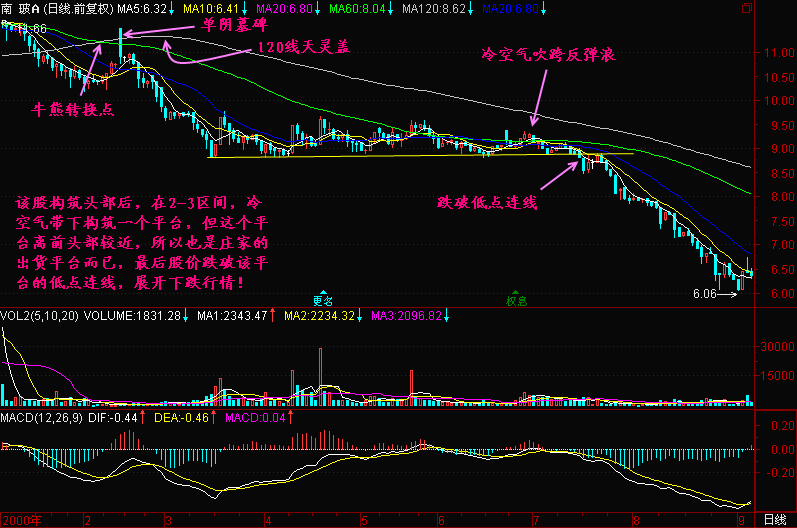 南 玻A (日线.前复权) MA5:6.32↓ MA10:6.41↓ MA20:6.80↓ MA60:8.04↓ MA120:8.62↓ MA20:6.80↓
单阴墓碑
120线天灵盖
冷空气吹跨反弹浪
11.00
牛熊转换点
10.50
10.00
9.50
9.00
8.50
跌破低点连线
8.00
该股构筑头部后，在2-3区间，冷
空气带下构筑一个平台，但这个平
台离前头部较近，所以也是庄家的
出货平台而已，最后股价跌破该平
台的低点连线，展开下跌行情！
7.50
7.00
6.50
6.00
6.06
更名
权息
VOL2(5,10,20) VOLUME:1831.28↓ MA1:2343.47↑ MA2:2234.32↓ MA3:2096.82↓
30000
15000
MACD(12,26,9) DIF:-0.44↑ DEA:-0.46↑ MACD:0.04↑
0.20
0.00
-0.20
2000年 2 3 4 5 6 7 8 9 日线